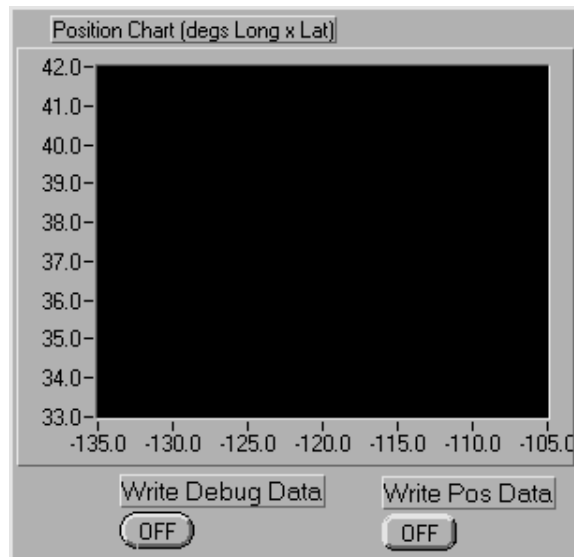 Position Chart (degs Long x Lat)
42.0
41.0
40.0
39.0
38.0
37.0
36.0
35.0
34.0
33.0
-135.0 -130.0 -125.0 -120.0 -115.0 -110.0 -105.0
Write Debug Data Write Pos Data
OFF OFF